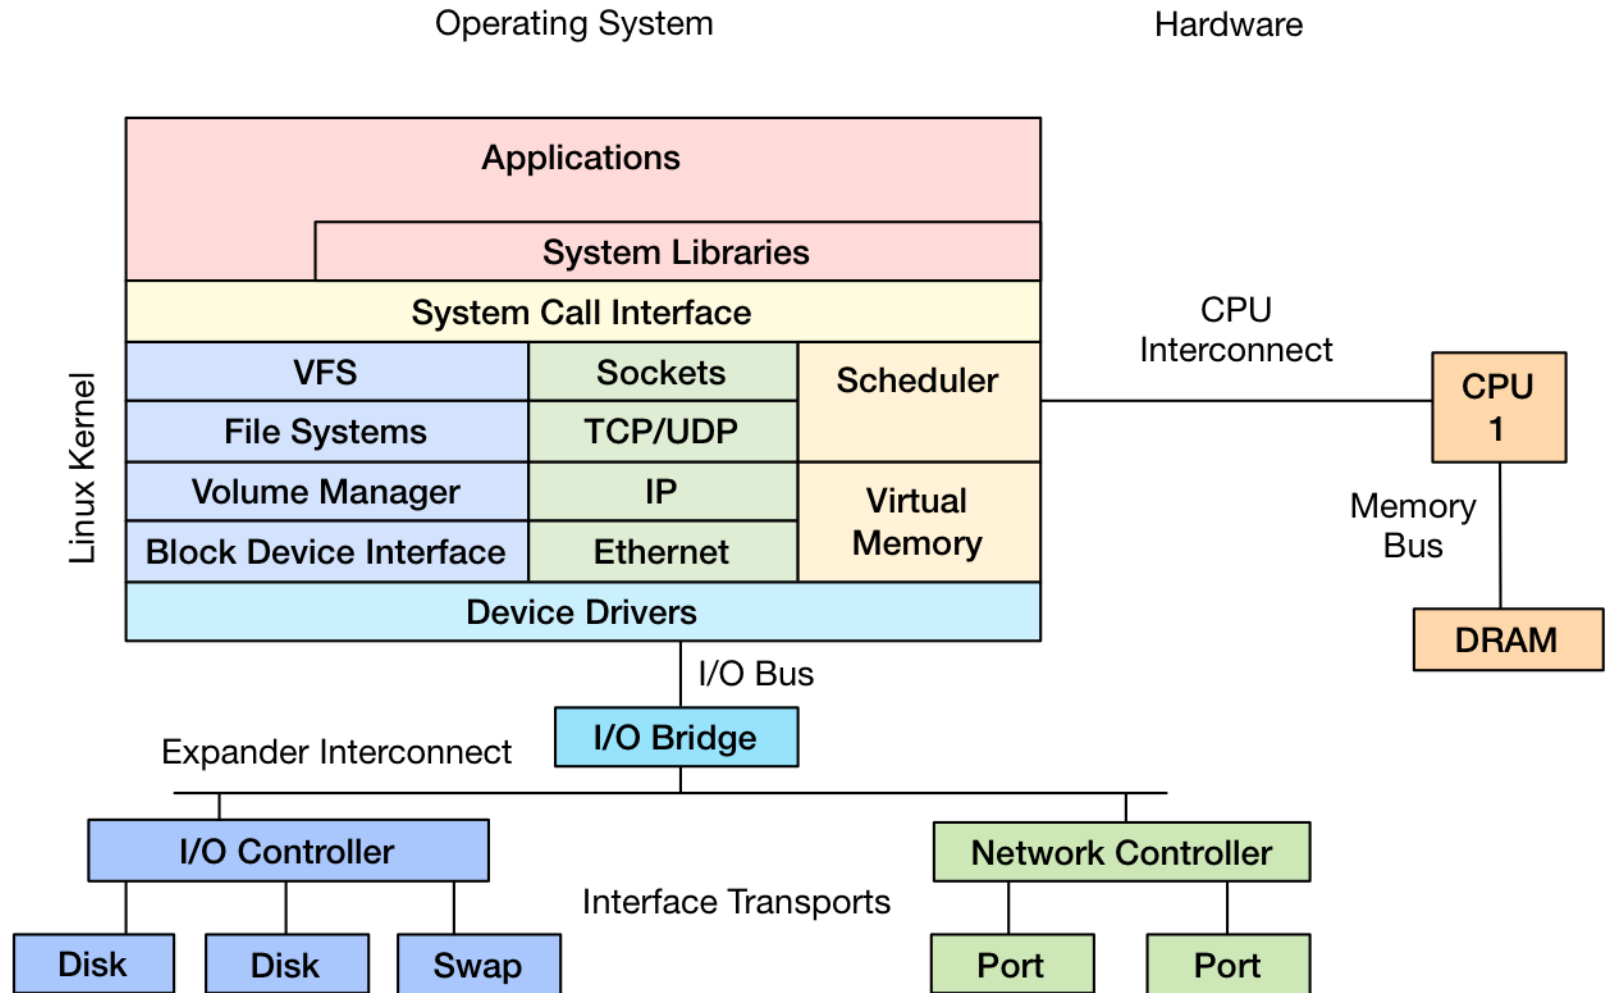 Operating System
Hardware
Applications
System Libraries
System Call Interface
CPU
Interconnect
Linux Kernel
VFS
Sockets
Scheduler
CPU
1
File Systems
TCP/UDP
Volume Manager
IP
Virtual
Memory
Memory
Bus
Block Device Interface
Ethernet
Device Drivers
DRAM
I/O Bus
I/O Bridge
Expander Interconnect
I/O Controller
Network Controller
Interface Transports
Disk
Disk
Swap
Port
Port